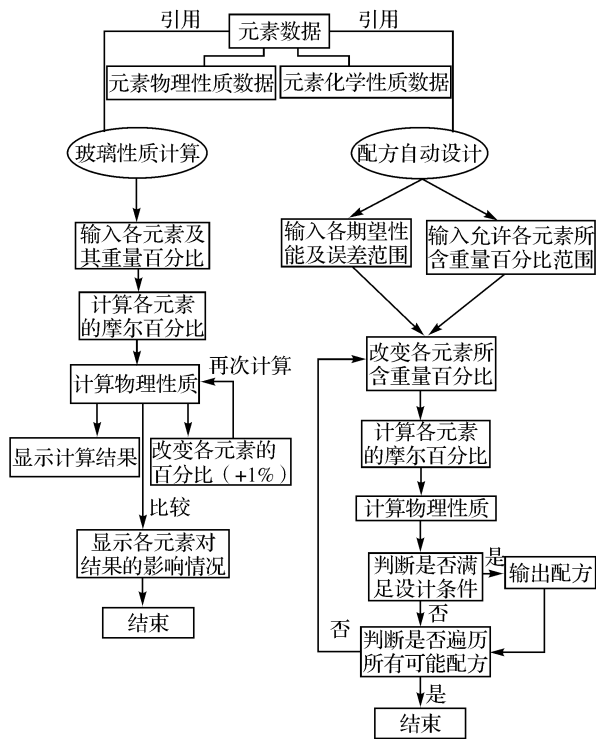 引用
元素数据
引用
元素物理性质数据
元素化学性质数据
玻璃性质计算
配方自动设计
输入各元素及
其重量百分比
输入各期望性
能及误差范围
输入允许各元素所
含重量百分比范围
计算各元素
的摩尔百分比
再次计算
改变各元素所
含重量百分比
计算物理性质
显示计算结果
改变各元素的
百分比（+1%）
计算各元素
的摩尔百分比
比较
计算物理性质
显示各元素对
结果的影响情况
判断是否满
足设计条件
是
输出配方
结束
否
否
判断是否遍历
所有可能配方
是
结束